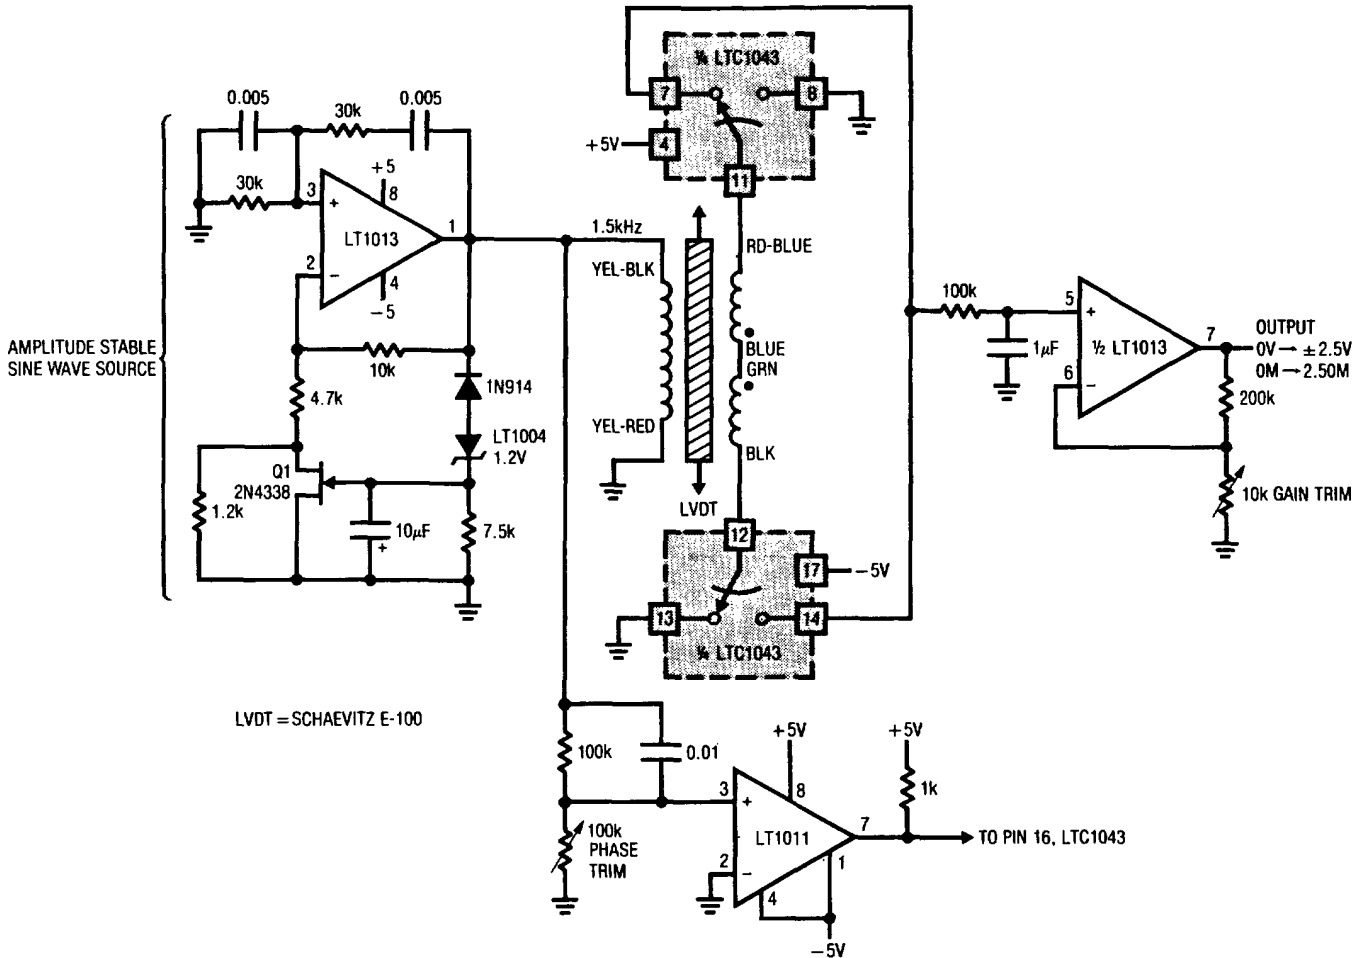 ¼ LTC1043
7
8
+5V
4
11
0.005
30k
0.005
30k
+5
3
+
8
LT1013
1
2
−
4
−5
1.5kHz
YEL-BLK
RD-BLUE
AMPLITUDE STABLE
SINE WAVE SOURCE
10k
1N914
4.7k
LT1004
1.2V
Q1
2N4338
1.2k
10µF
+
7.5k
BLUE
GRN
YEL-RED
BLK
LVDT
100k
5
+
1µF
½ LT1013
7
6
−
OUTPUT
0V → ±2.5V
0M → 2.50M
200k
10k GAIN TRIM
12
17
−5V
13
14
¼ LTC1043
LVDT = SCHAEVITZ E-100
100k
0.01
+5V
+5V
1k
3
+
8
LT1011
7
TO PIN 16, LTC1043
100k
PHASE
TRIM
2
−
1
4
−5V